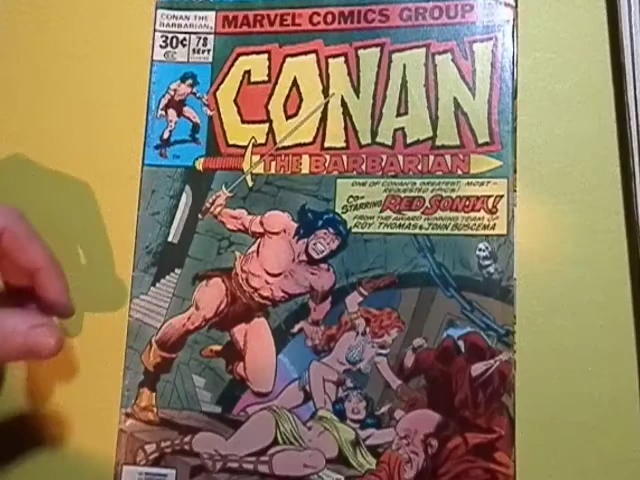 CONAN THE
BARBARIAN
MARVEL COMICS GROUP
30¢
78
SEPT
CONAN
THE BARBARIAN
ONE OF CONAN'S GREATEST, MOST-
REQUESTED EPICS!
CO-
STARRING RED SONJA!
FROM THE AWARD WINNING TEAM OF
ROY THOMAS & JOHN BUSCEMA